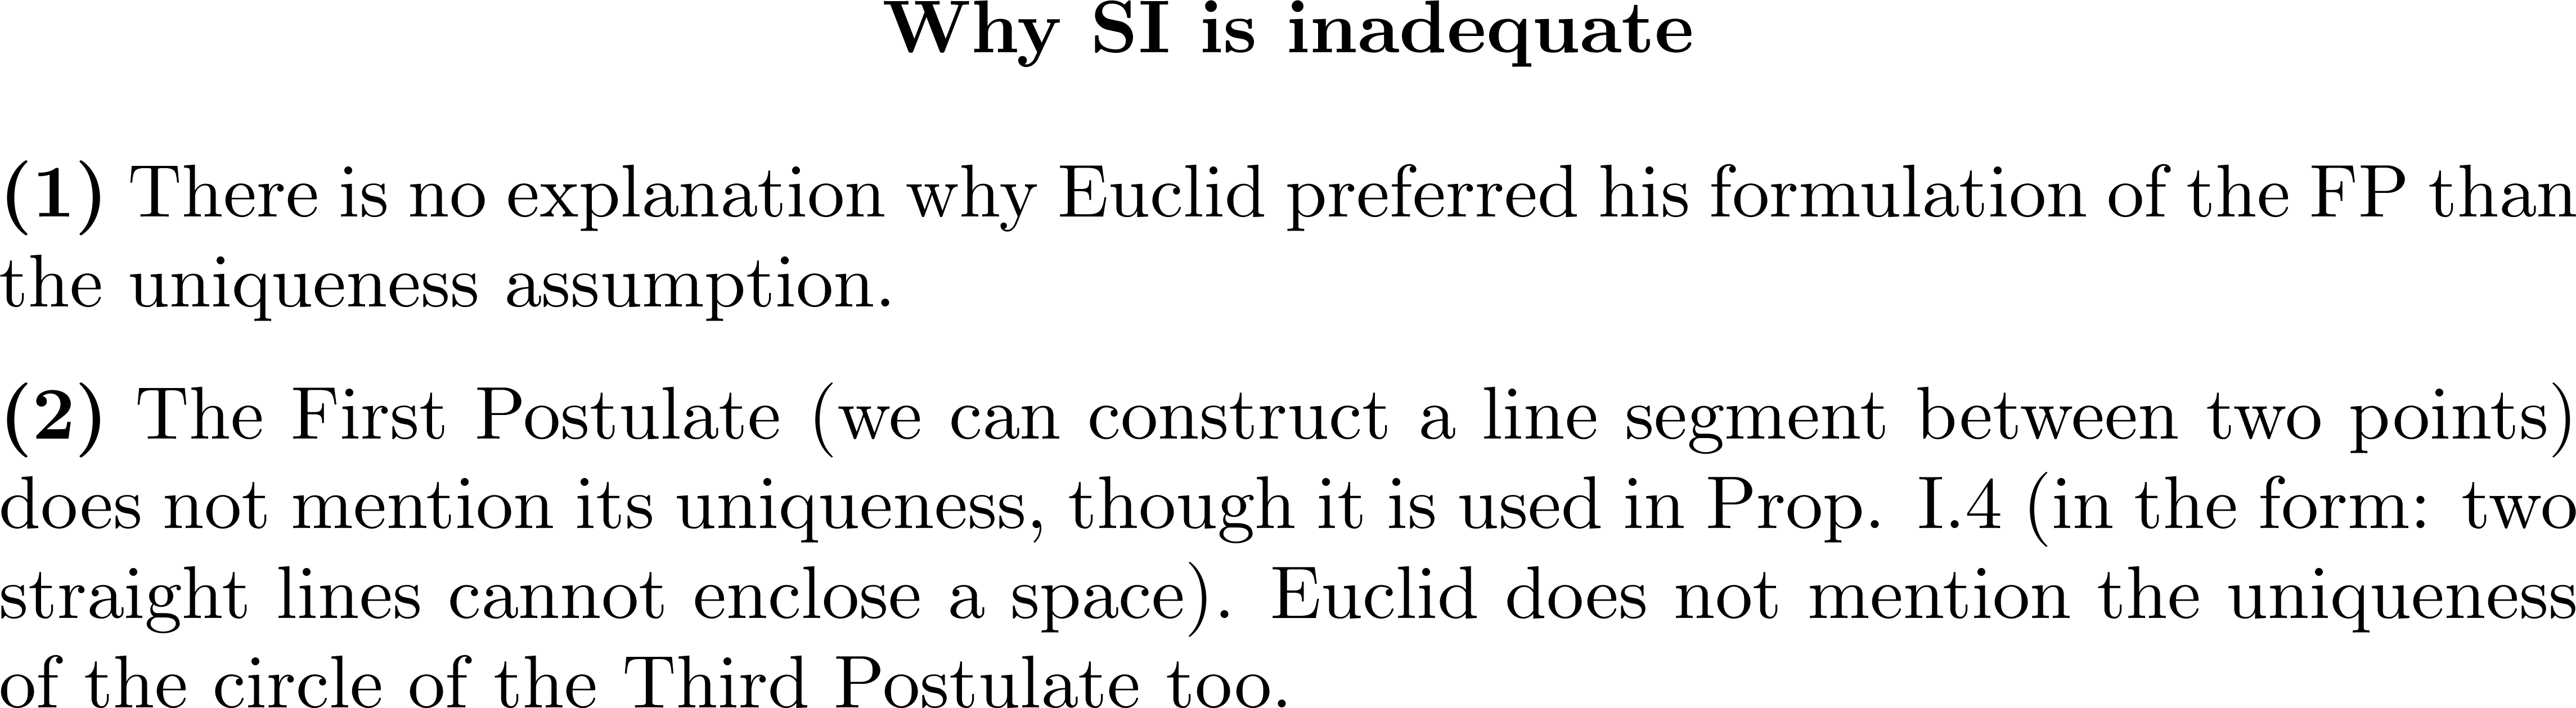 Why SI is inadequate
(1) There is no explanation why Euclid preferred his formulation of the FP than
the uniqueness assumption.
(2) The First Postulate (we can construct a line segment between two points)
does not mention its uniqueness, though it is used in Prop. I.4 (in the form: two
straight lines cannot enclose a space). Euclid does not mention the uniqueness
of the circle of the Third Postulate too.